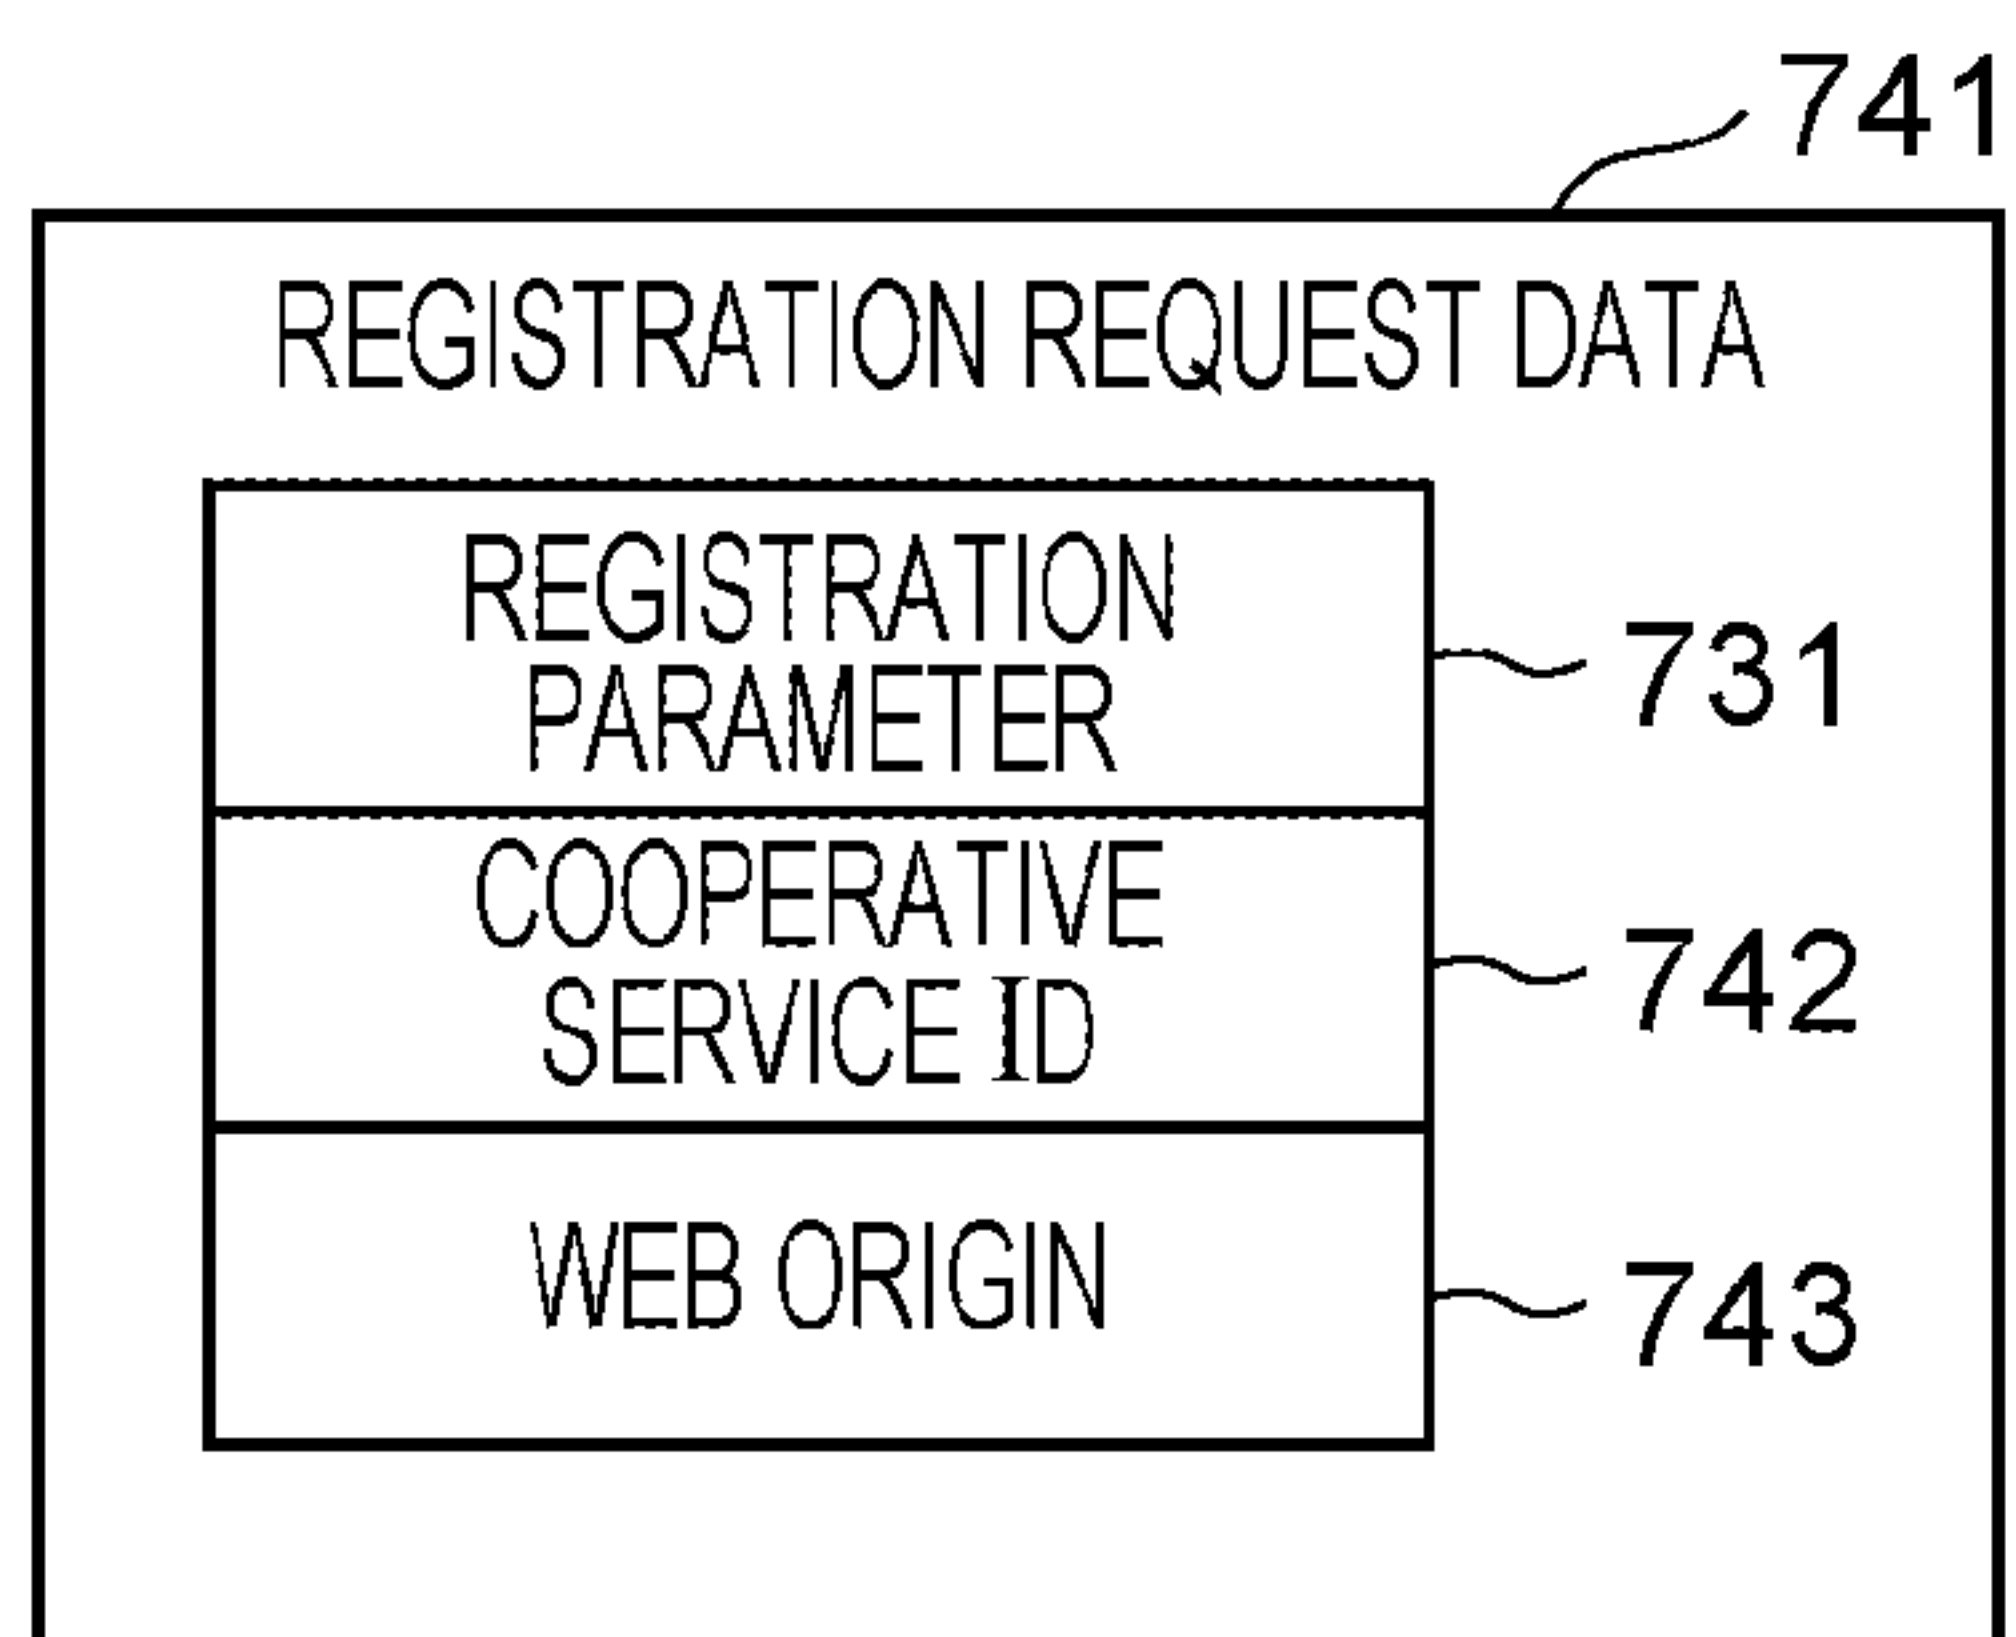 741
REGISTRATION REQUEST DATA
REGISTRATION
PARAMETER
731
COOPERATIVE
SERVICE ID
742
WEB ORIGIN
743